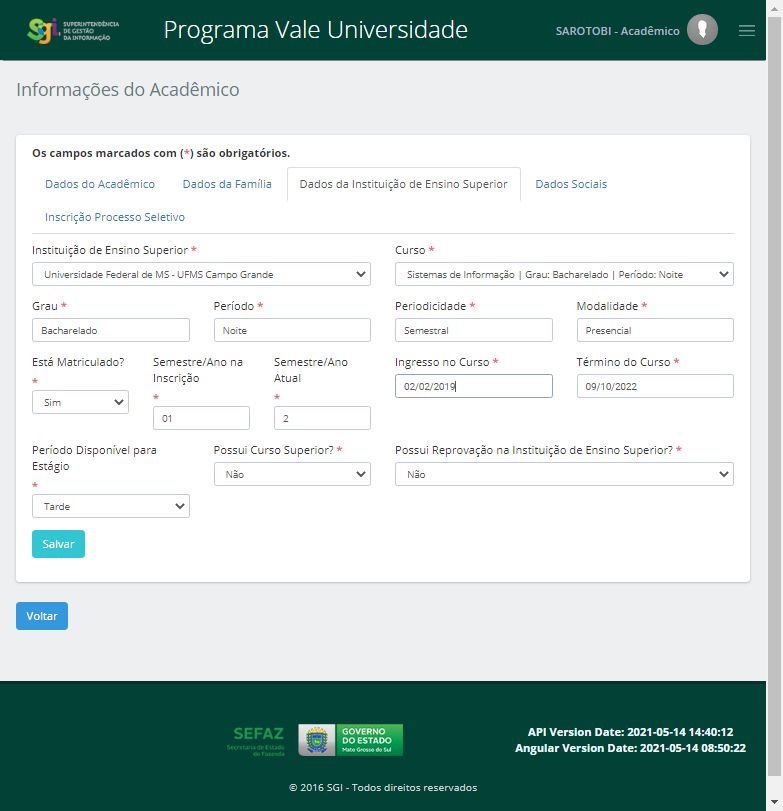 sgi. SUPERINTENDÊNCIA
DE GESTÃO
DA INFORMAÇÃO
Programa Vale Universidade
SAROTOBI - Acadêmico
Informações do Acadêmico
Os campos marcados com (*) são obrigatórios.
Dados do Acadêmico Dados da Família Dados da Instituição de Ensino Superior Dados Sociais
Inscrição Processo Seletivo
Instituição de Ensino Superior * Curso *
Universidade Federal de MS - UFMS Campo Grande Sistemas de Informação | Grau: Bacharelado | Período: Noite
Grau * Período * Periodicidade * Modalidade *
Bacharelado Noite Semestral Presencial
Está Matriculado? *
Sim
Semestre/Ano na
Inscrição
*
01
Semestre/Ano
Atual
*
2
Ingresso no Curso * Término do Curso *
02/02/2019 09/10/2022
Período Disponível para
Estágio
*
Tarde
Possui Curso Superior? * Possui Reprovação na Instituição de Ensino Superior? *
Não Não
Salvar
Voltar
SEFAZ
Secretaria de Estado
de Fazenda
GOVERNO
DO ESTADO
Mato Grosso do Sul
API Version Date: 2021-05-14 14:40:12
Angular Version Date: 2021-05-14 08:50:22
© 2016 SGI - Todos direitos reservados